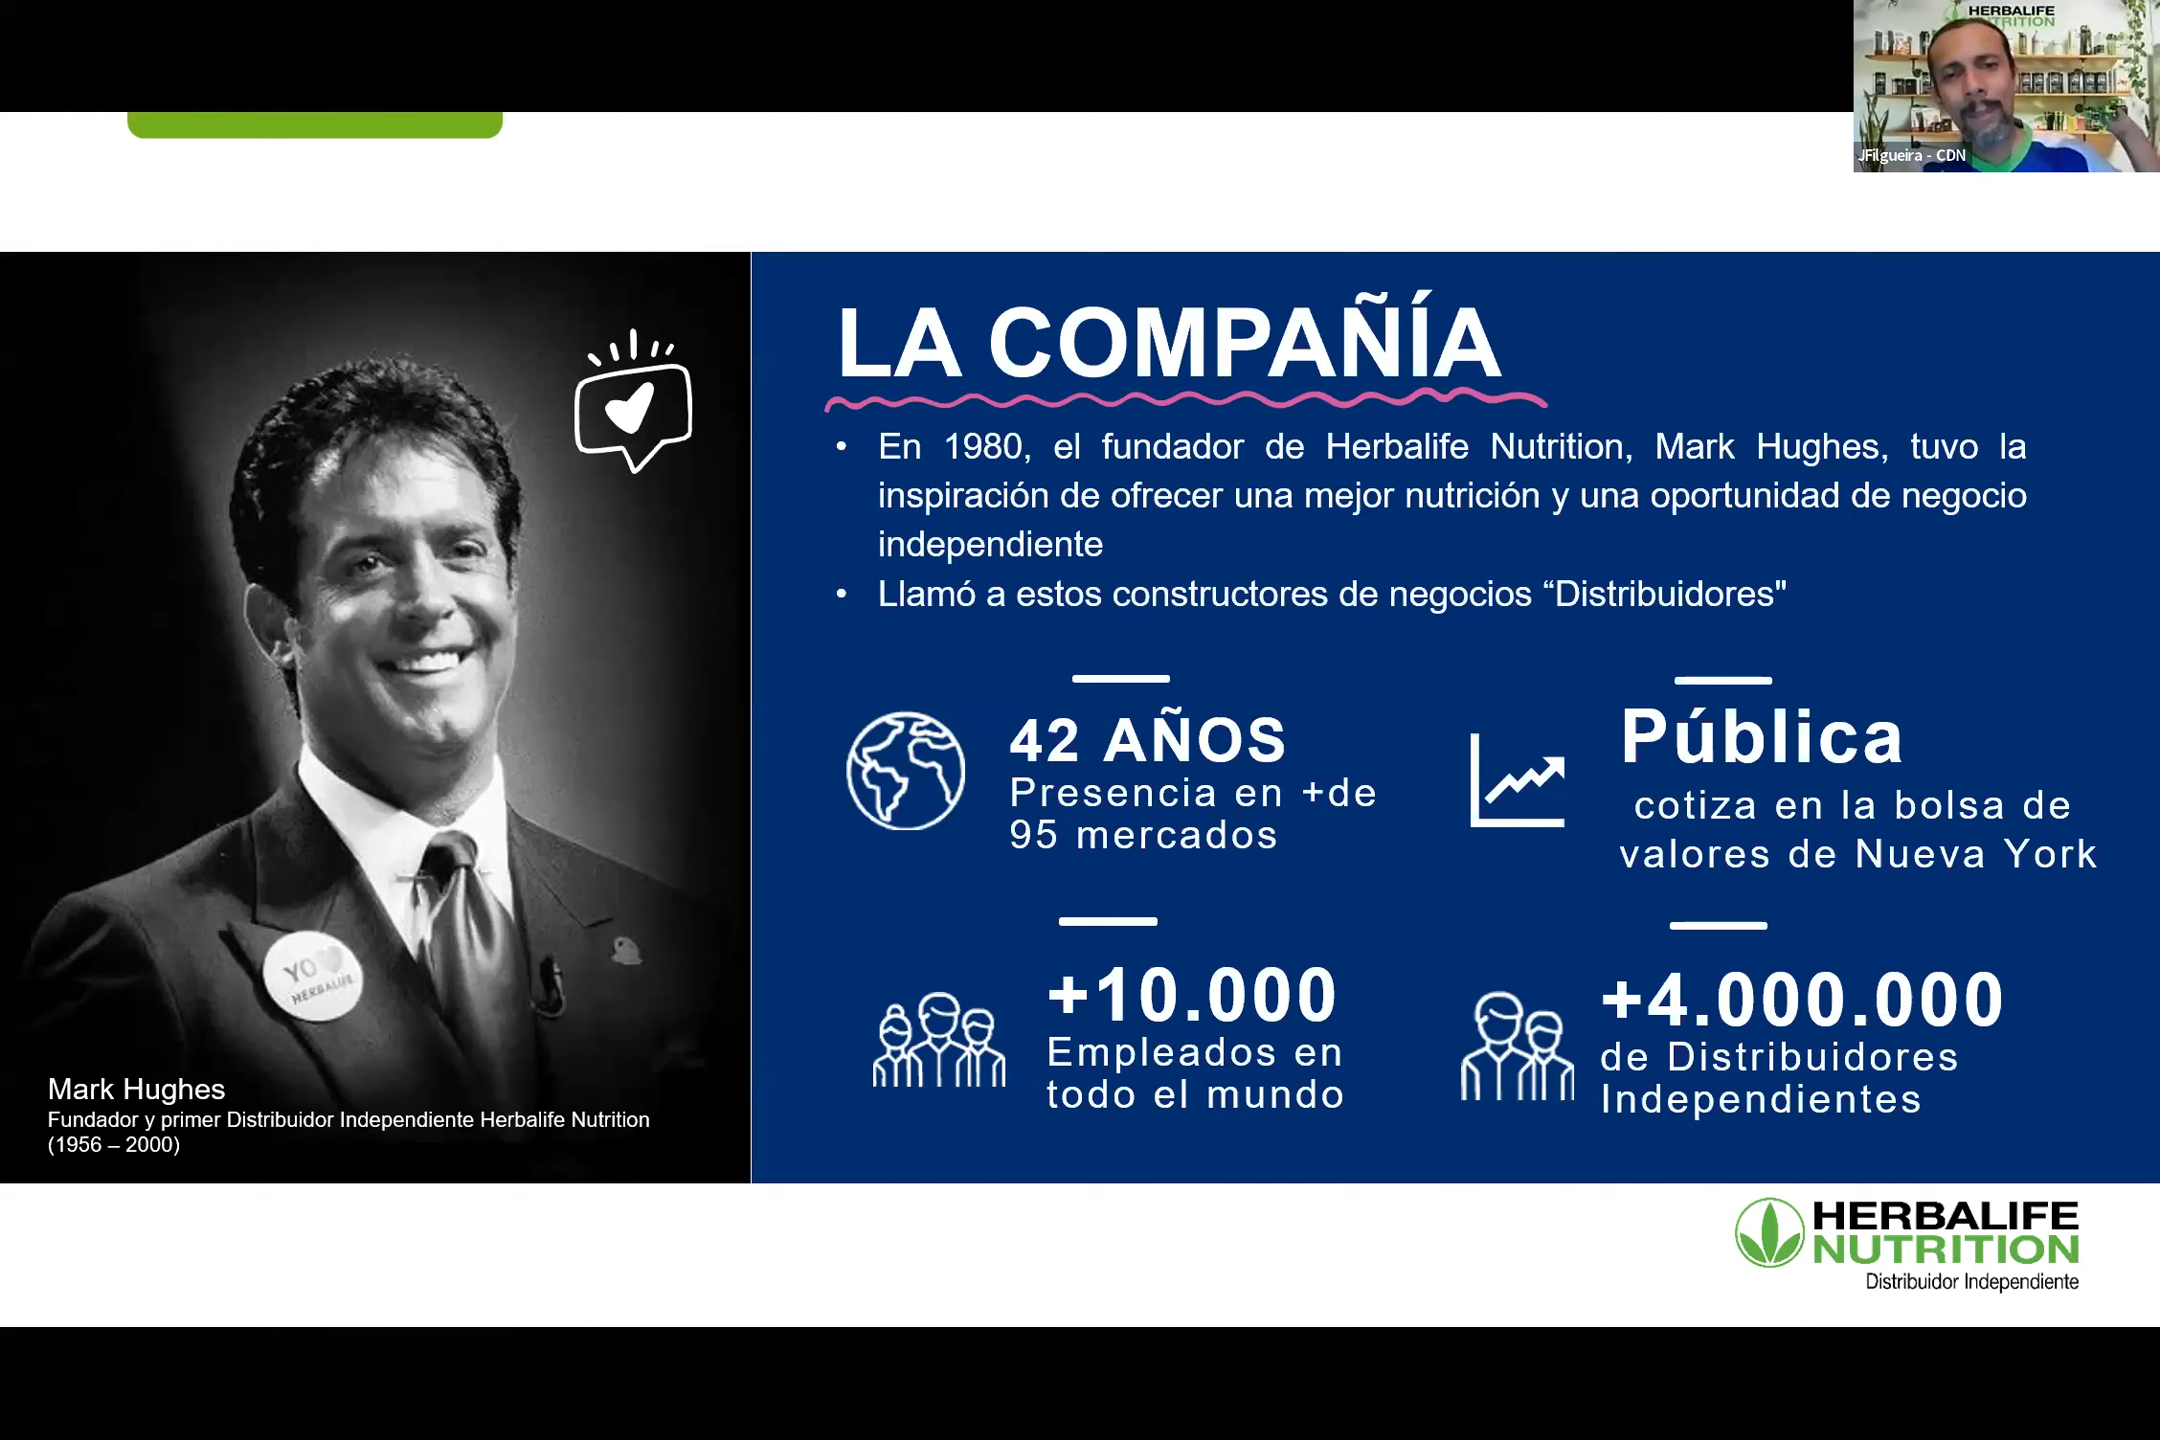 HERBALIFE
NUTRITION
JFilgueira - CDN
LA COMPAÑÍA
• En 1980, el fundador de Herbalife Nutrition, Mark Hughes, tuvo la
inspiración de ofrecer una mejor nutrición y una oportunidad de negocio
independiente
• Llamó a estos constructores de negocios “Distribuidores"
42 AÑOS
Presencia en +de
95 mercados
Pública
cotiza en la bolsa de
valores de Nueva York
+10.000
Empleados en
todo el mundo
+4.000.000
de Distribuidores
Independientes
YO
HERBALIFE
Mark Hughes
Fundador y primer Distribuidor Independiente Herbalife Nutrition
(1956 – 2000)
HERBALIFE
NUTRITION
Distribuidor Independiente